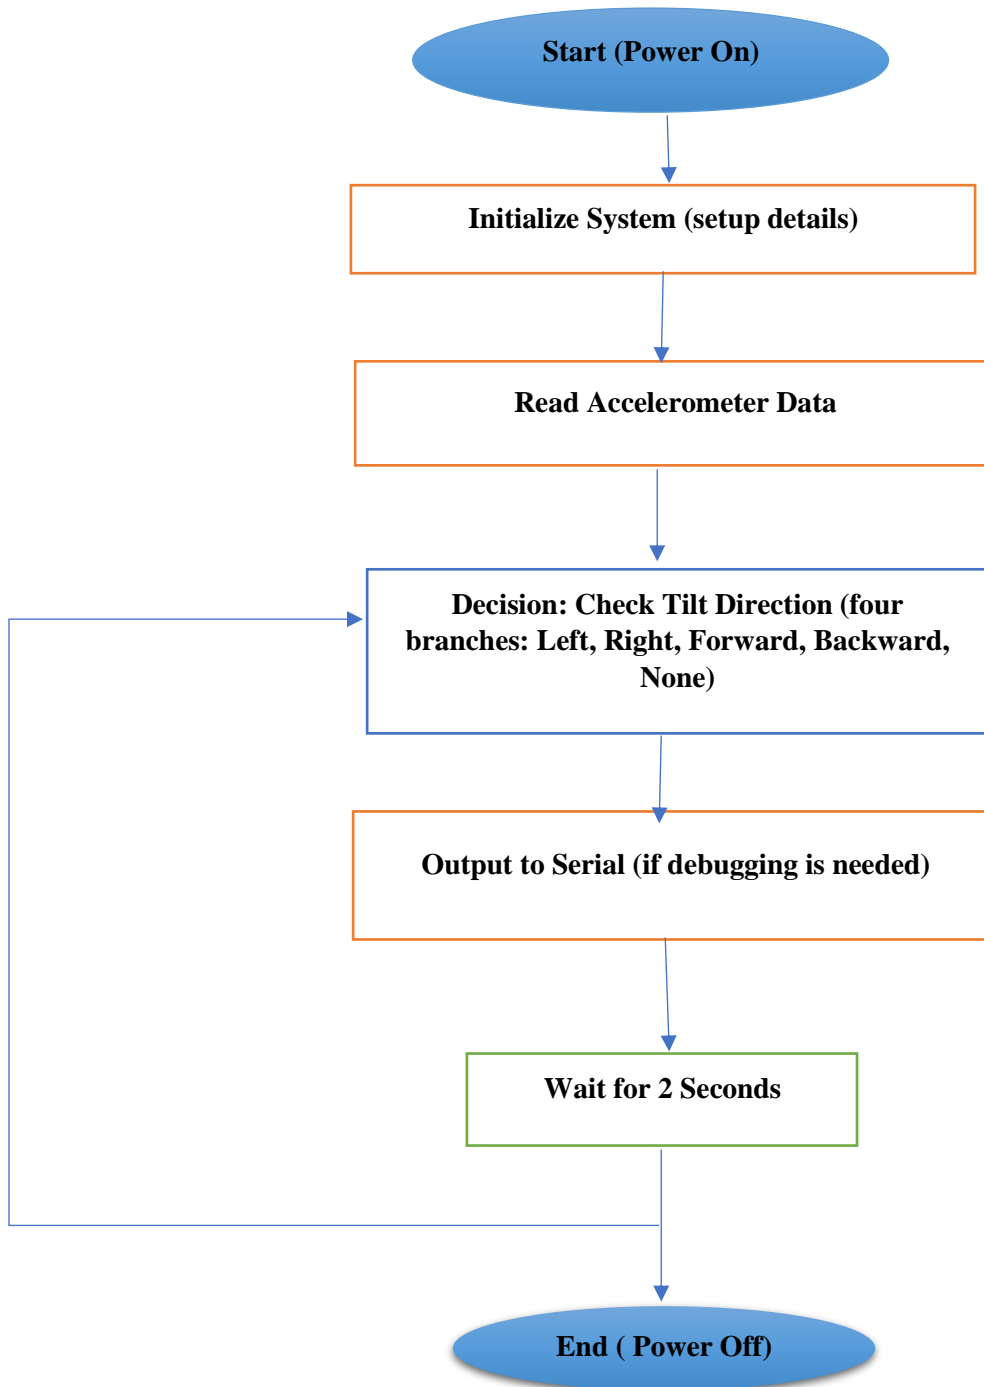 Start (Power On)
Initialize System (setup details)
Read Accelerometer Data
Decision: Check Tilt Direction (four
branches: Left, Right, Forward, Backward,
None)
Output to Serial (if debugging is needed)
Wait for 2 Seconds
End ( Power Off)